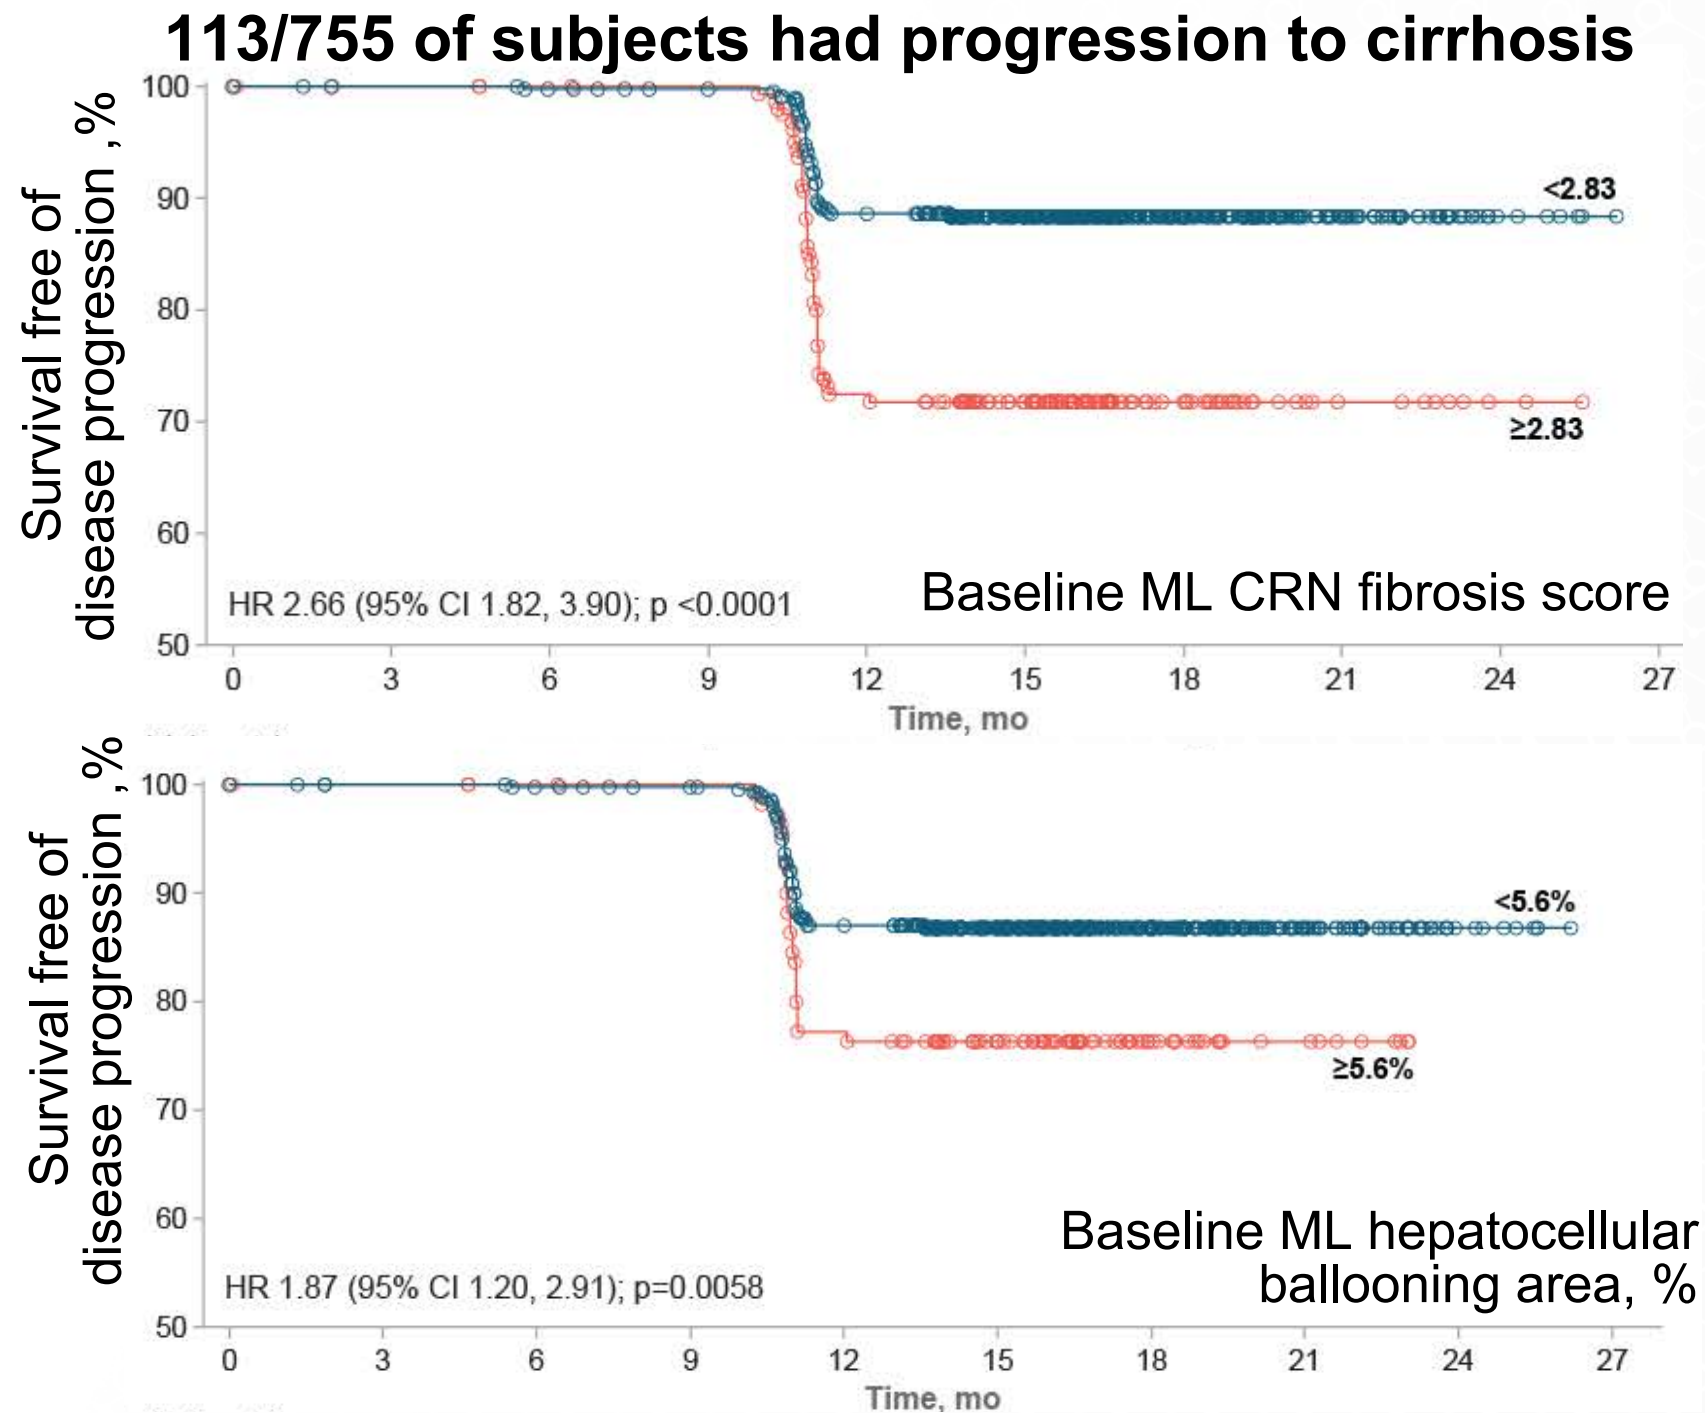 113/755 of subjects had progression to cirrhosis
Survival free of
disease progression ,%
100
90
80
70
60
50
<2.83
≥2.83
HR 2.66 (95% CI 1.82, 3.90); p <0.0001
Baseline ML CRN fibrosis score
0 3 6 9 12 15 18 21 24 27
Time, mo
Survival free of
disease progression ,%
100
90
80
70
60
50
<5.6%
≥5.6%
Baseline ML hepatocellular
ballooning area, %
HR 1.87 (95% CI 1.20, 2.91); p=0.0058
0 3 6 9 12 15 18 21 24 27
Time, mo